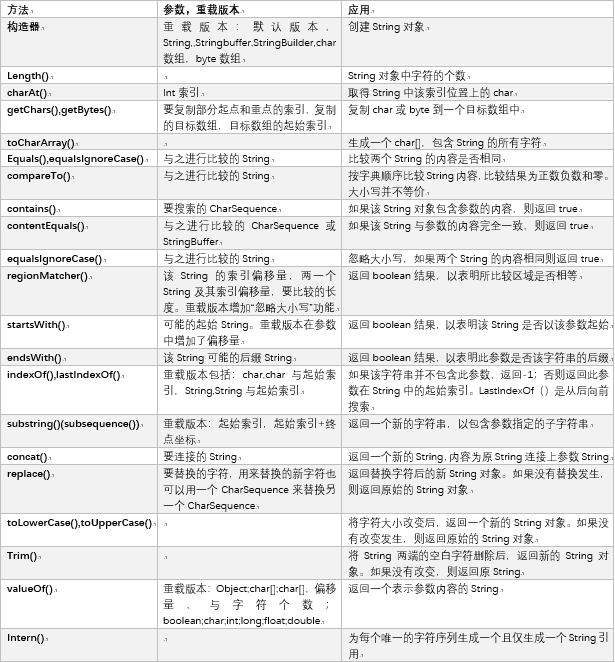 方法 参数，重载版本 应用
构造器 重载版本：默认版本，String,,Stringbuffer,StringBuilder,char 数组，byte 数组 创建 String 对象
Length() String 对象中字符的个数
charAt() Int 索引 取得 String 中该索引位置上的 char
getChars(),getBytes() 要复制部分起点和重点的索引，复制的目标数组，目标数组的起始索引 复制 char 或 byte 到一个目标数组中
toCharArray() 生成一个 char[]，包含 String 的所有字符
Equals(),equalsIgnoreCase() 与之进行比较的 String 比较两个 String 的内容是否相同
compareTo() 与之进行比较的 String 按字典顺序比较 String 内容, 比较结果为正数负数和零。大小写并不等价
contains() 要搜索的 CharSequence 如果该 String 对象包含参数的内容，则返回 true
contentEquals() 与之进行比较的 CharSequence 或 StringBuffer 如果该 String 与参数的内容完全一致，则返回 true
equalsIgnoreCase() 与之进行比较的 String 忽略大小写，如果两个 String 的内容相同则返回 true
regionMatcher() 该 String 的索引偏移量，两一个 String 及其索引偏移量，要比较的长度。重载版本增加“忽略大小写”功能 返回 boolean 结果，以表明所比较区域是否相等
startsWith() 可能的起始 String。重载版本在参数中增加了偏移量 返回 boolean 结果，以表明该 String 是否以该参数起始
endsWith() 该 String 可能的后缀 String 返回 boolean 结果，以表明此参数是否该字符串的后缀
indexOf(),lastIndexOf() 重载版本包括：char,char 与起始索引，String,String 与起始索引 如果该字符串并不包含此参数，返回-1；否则返回此参数在 String 中的起始索引。LastIndexOf（）是从后向前搜索
substring()(subsequence()) 重载版本：起始索引，起始索引+终点坐标 返回一个新的字符串，以包含参数指定的子字符串
concat() 要连接的 String 返回一个新的 String, 内容为原 String 连接上参数 String
replace() 要替换的字符，用来替换的新字符也可以用一个 CharSequence 来替换另一个 CharSequence 返回替换字符后的新 String 对象。如果没有替换发生，则返回原始的 String 对象
toLowerCase(),toUpperCase() 将字符大小改变后，返回一个新的 String 对象。如果没有改变发生，则返回原始的 String 对象
Trim() 将 String 两端的空白字符删除后，返回新的 String 对象。如果没有改变，则返回原 String
valueOf() 重载版本：Object;char[];char[]，偏移量，与字符个数；boolean;char;int;long;float;double 返回一个表示参数内容的 String
Intern() 为每个唯一的字符序列生成一个且仅生成一个 String 引用